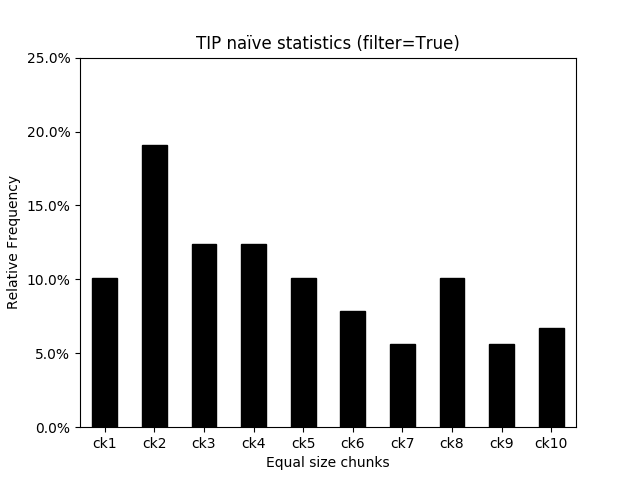 TIP naïve statistics (filter=True)
25.0%
20.0%
15.0%
10.0%
5.0%
0.0%
Relative Frequency
ck1 ck2 ck3 ck4 ck5 ck6 ck7 ck8 ck9 ck10
Equal size chunks